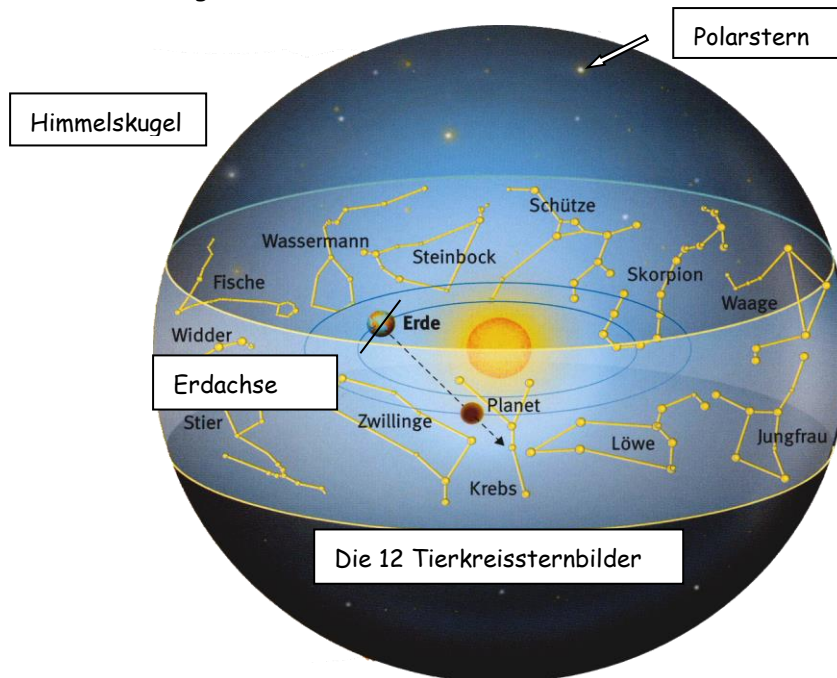 Polarstern
Himmelskugel
Schütze
Wassermann
Steinbock
Skorpion
Fische
Waage
Erde
Widder
Erdachse
Planet
Stier
Zwillinge
Löwe
Jungfrau
Krebs
Die 12 Tierkreissternbilder